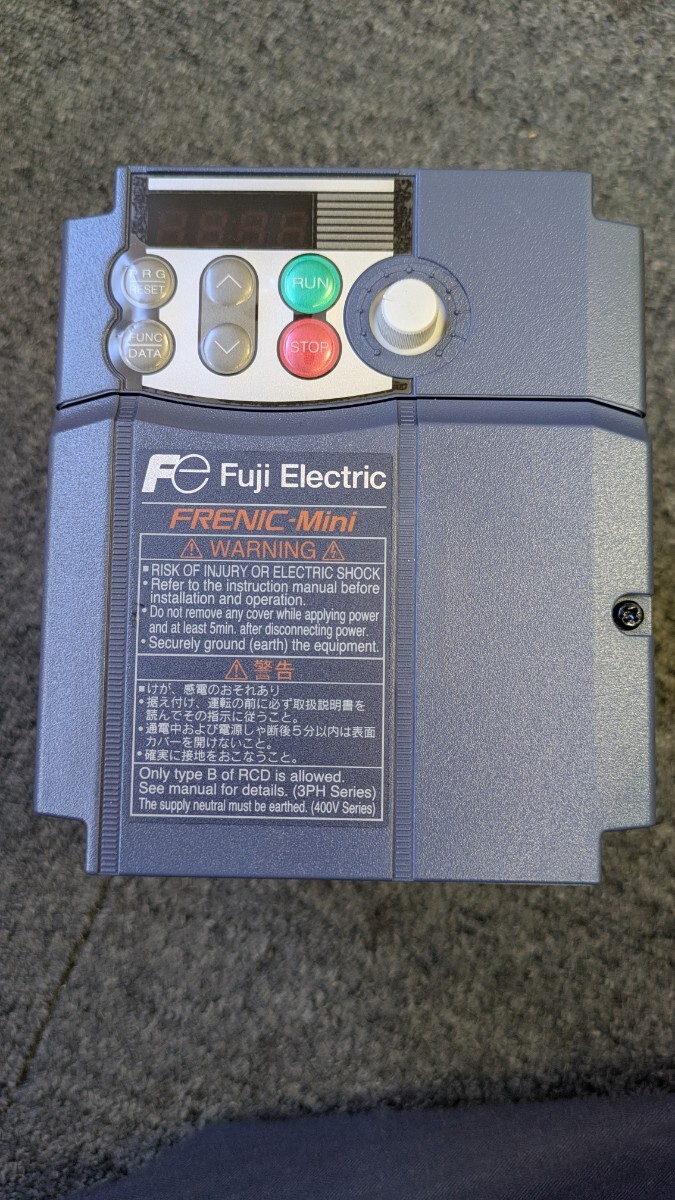 PRG
RESET
RUN
FUNC
DATA
STOP
Fe Fuji Electric
FRENIC-Mini
⚠ WARNING ⚠
■ RISK OF INJURY OR ELECTRIC SHOCK
• Refer to the instruction manual before
installation and operation.
• Do not remove any cover while applying power
and at least 5min. after disconnecting power.
• Securely ground (earth) the equipment.
⚠ 警告
■ けが、感電のおそれあり
• 据え付け、運転の前に必ず取扱説明書を
読んでその指示に従うこと。
• 通電中および電源しゃ断後5分以内は表面
カバーを開けないこと。
• 確実に接地をおこなうこと。
Only type B of RCD is allowed.
See manual for details. (3PH Series)
The supply neutral must be earthed. (400V Series)